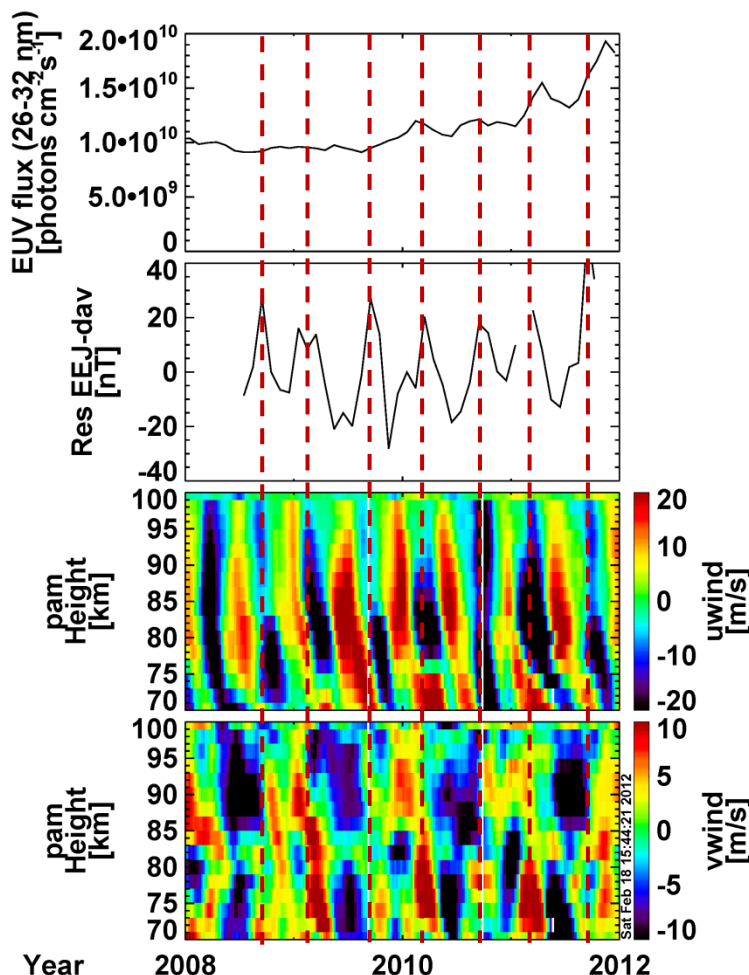 EUV flux (26-32 nm)
[photons cm⁻²s⁻¹]
2.0•10¹⁰
1.5•10¹⁰
1.0•10¹⁰
5.0•10⁹
0
Res EEJ-dav
[nT]
40
20
0
-20
-40
pam
Height
[km]
100
95
90
85
80
75
70
20
10
0
-10
-20
uwind
[m/s]
pam
Height
[km]
100
95
90
85
80
75
70
10
5
0
-5
-10
vwind
[m/s]
Sat Feb 18 15:44:21 2012
Year
2008
2010
2012